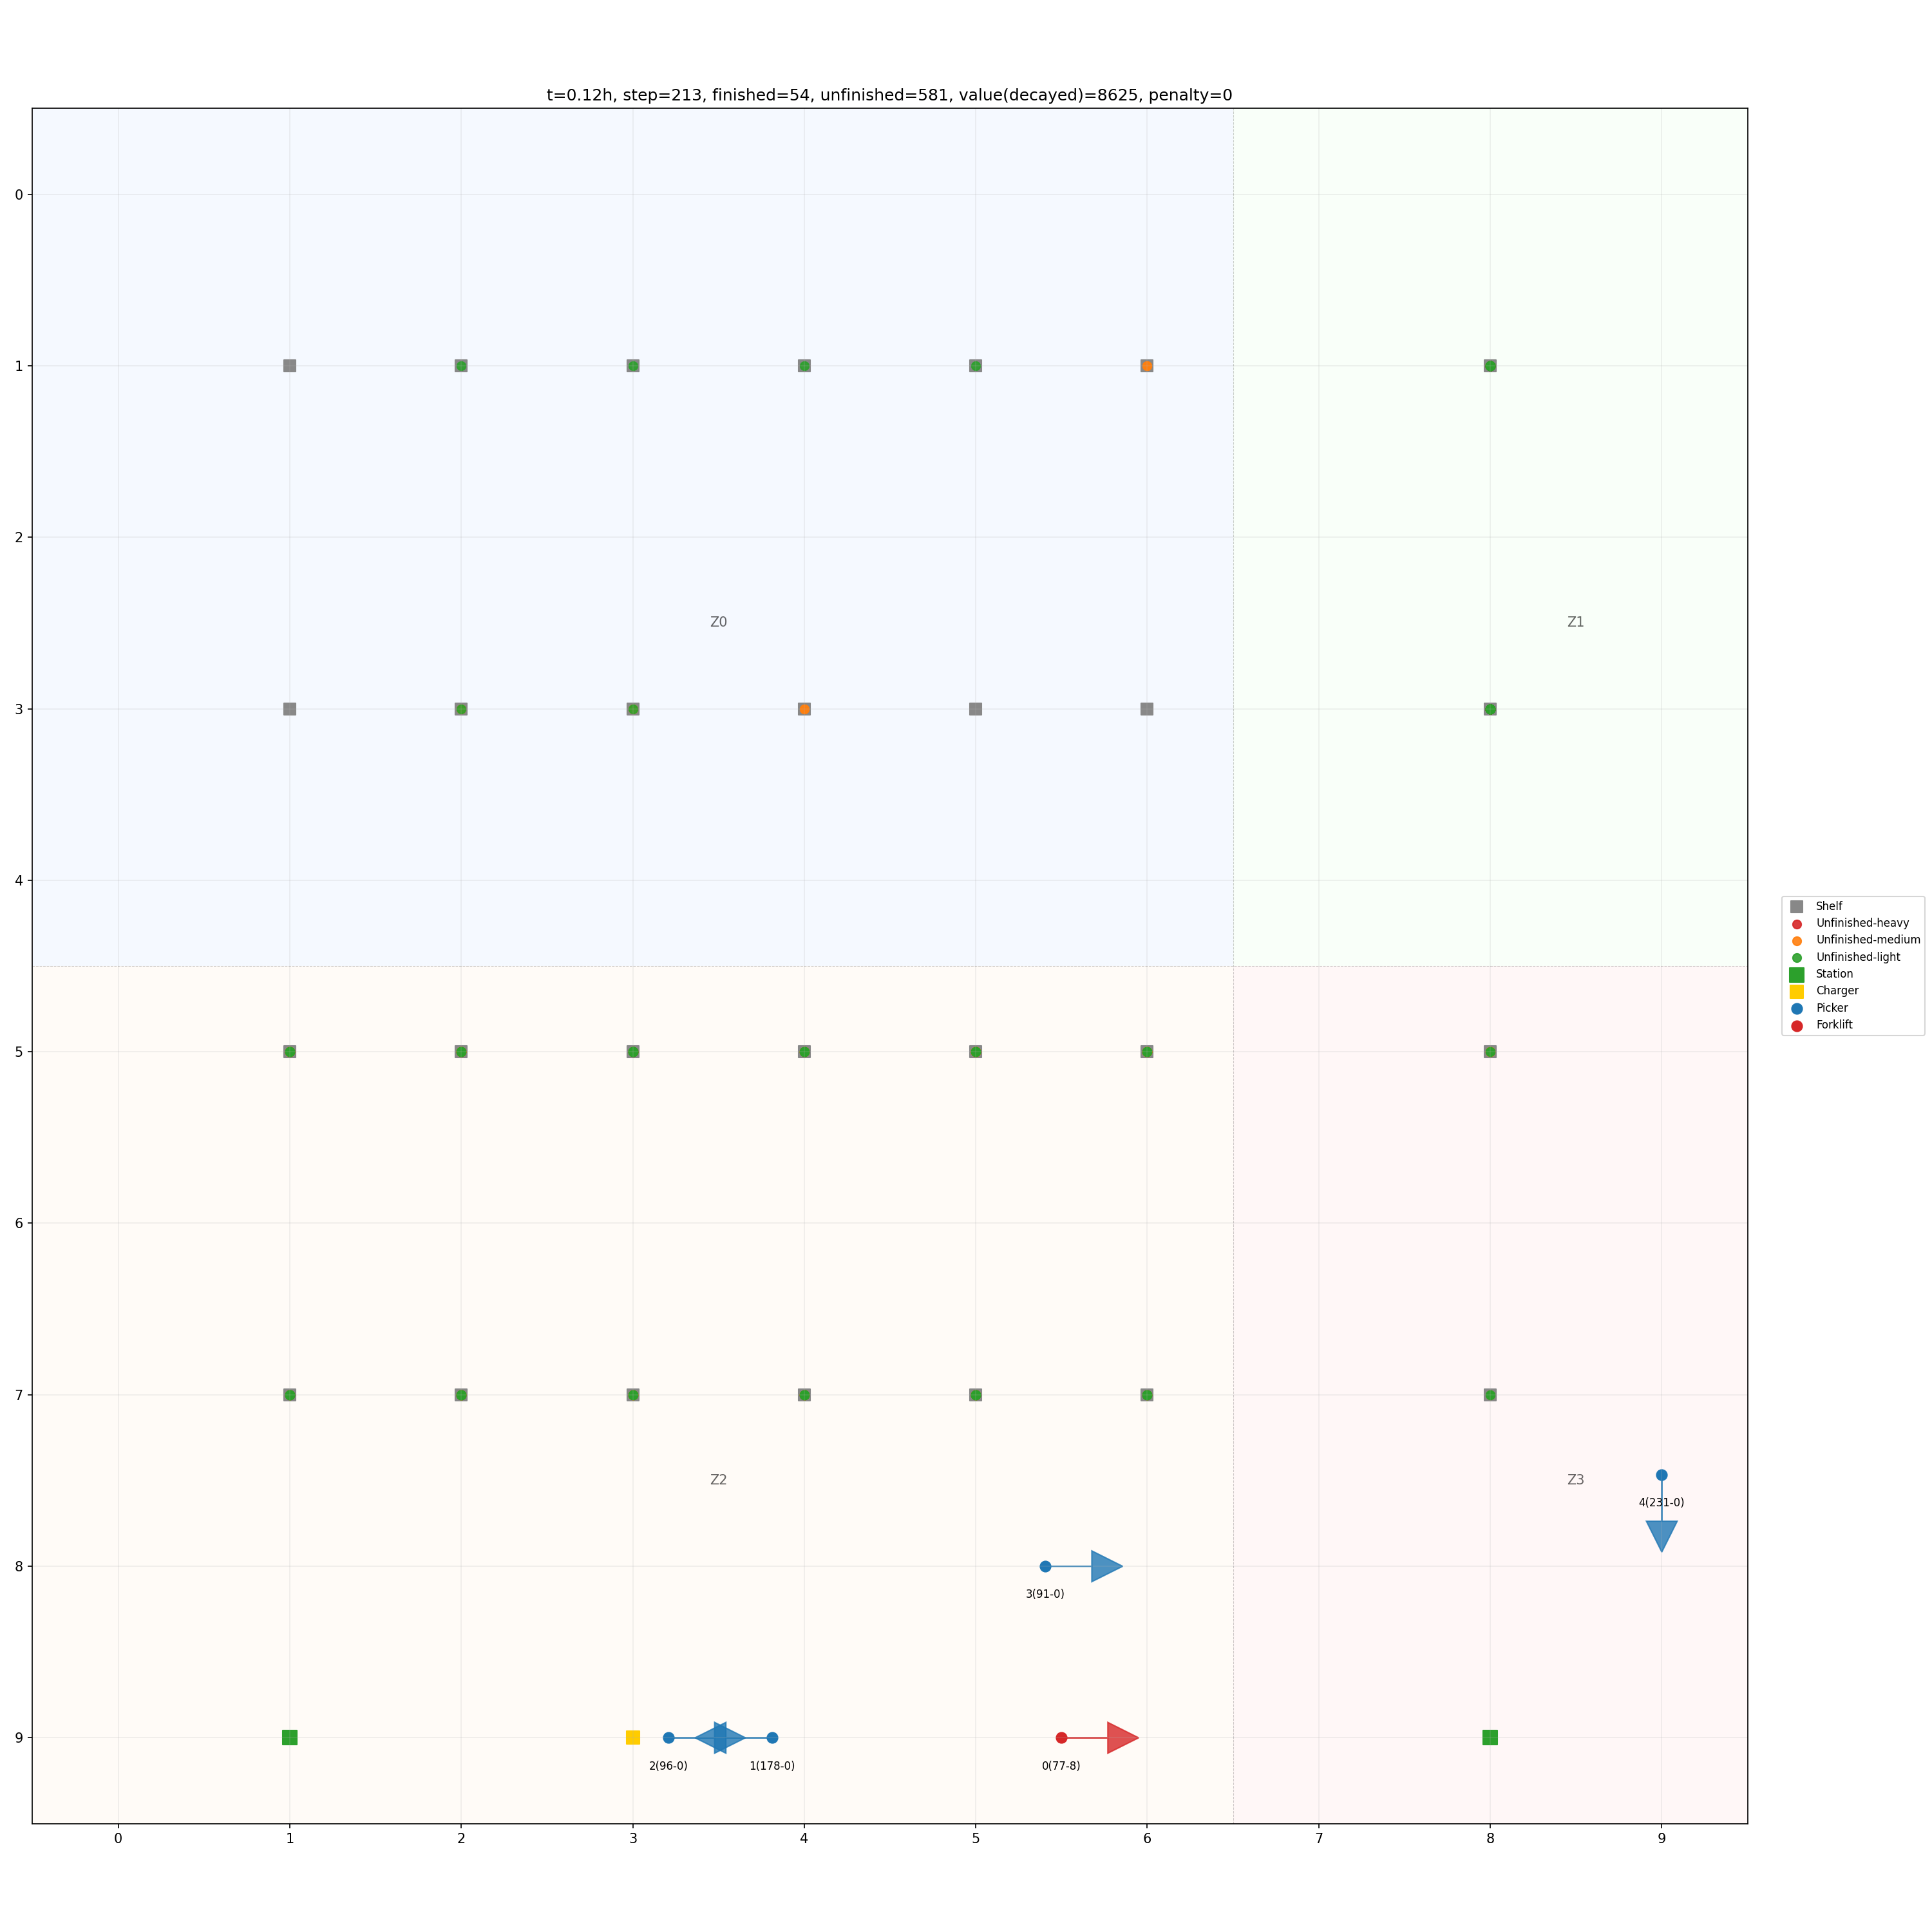 t=0.12h, step=213, finished=54, unfinished=581, value(decayed)=8625, penalty=0
0
1
2
Z0
Z1
3
4
Shelf
Unfinished-heavy
Unfinished-medium
Unfinished-light
Station
Charger
Picker
Forklift
5
6
7
Z2
Z3
4(231-0)
8
3(91-0)
9
2(96-0)
1(178-0)
0(77-8)
0
1
2
3
4
5
6
7
8
9